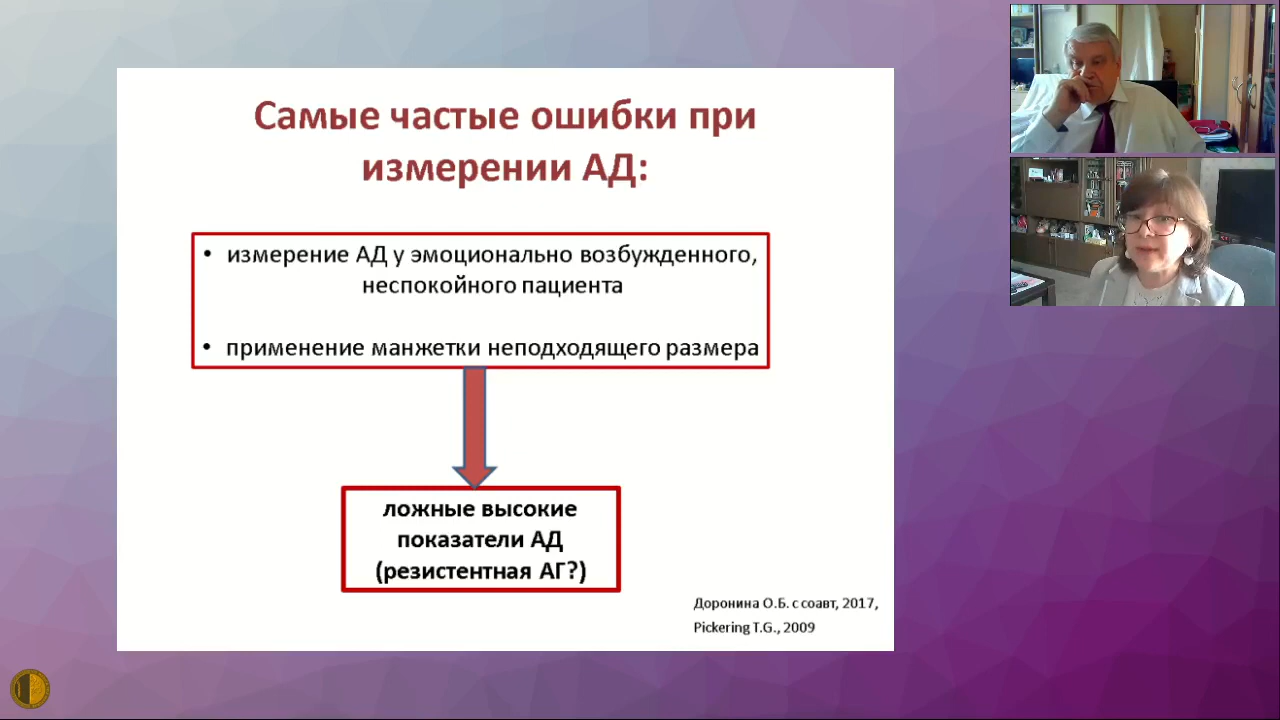 Самые частые ошибки при
измерении АД:
• измерение АД у эмоционально возбужденного,
неспокойного пациента
• применение манжетки неподходящего размера
ложные высокие
показатели АД
(резистентная АГ?)
Доронина О.Б. с соавт, 2017,
Pickering T.G., 2009